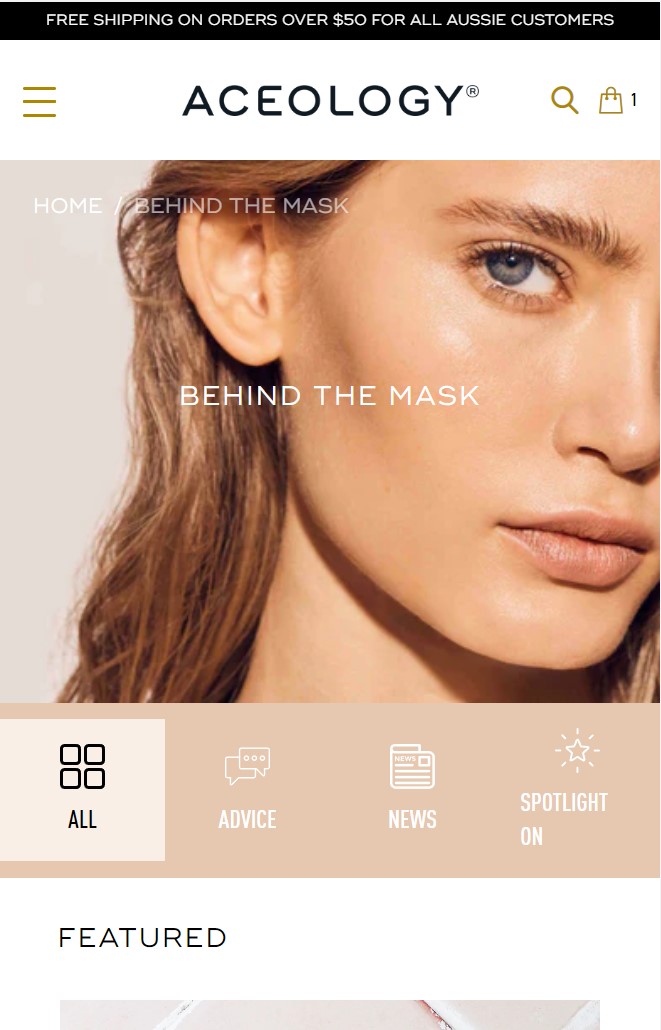 FREE SHIPPING ON ORDERS OVER $50 FOR ALL AUSSIE CUSTOMERS
ACEOLOGY®
1
HOME / BEHIND THE MASK
BEHIND THE MASK
NEWS
ALL
ADVICE
NEWS
SPOTLIGHT
ON
FEATURED